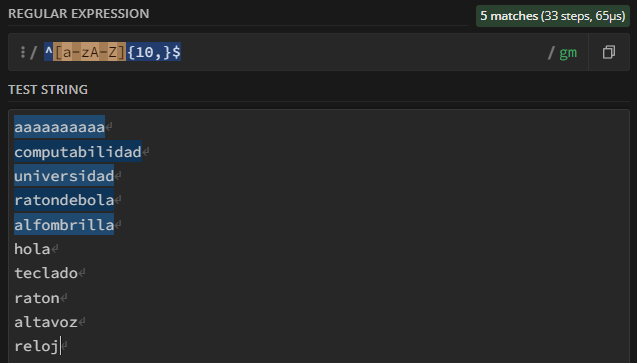 REGULAR EXPRESSION
5 matches (33 steps, 65μs)
/ ^[a-zA-Z]{10,}$ / gm
TEST STRING
aaaaaaaaaa↵
computabilidad↵
universidad↵
ratondebola↵
alfombrilla↵
hola↵
teclado↵
raton↵
altavoz↵
reloj